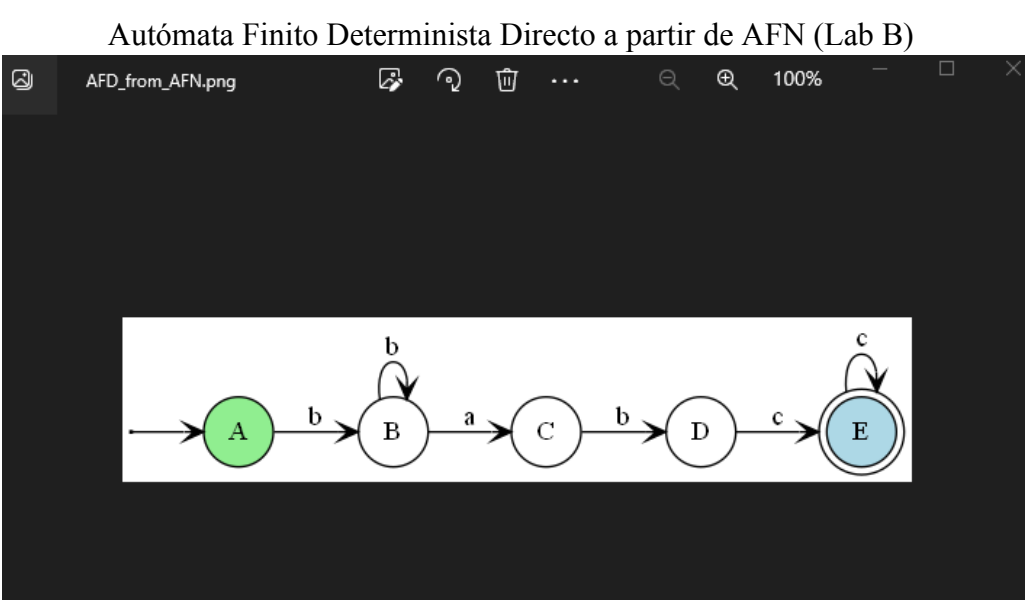 Autómata Finito Determinista Directo a partir de AFN (Lab B)
AFD_from_AFN.png
100%
b
c
A
b
B
a
C
b
D
c
E